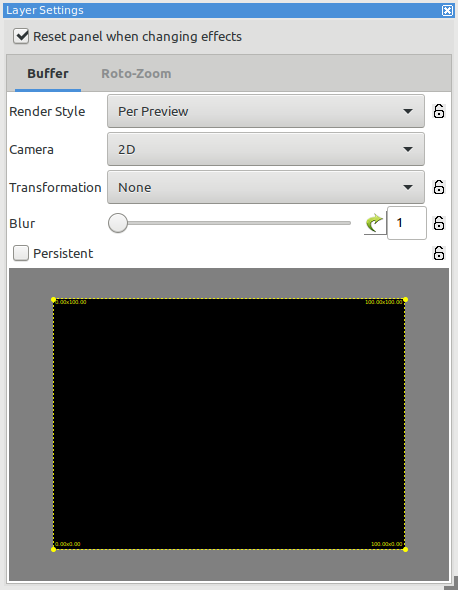 Layer Settings
Reset panel when changing effects
Buffer Roto-Zoom
Render Style Per Preview
Camera 2D
Transformation None
Blur 1
Persistent
0.00x100.00 100.00x100.00
0.00x0.00 100.00x0.00